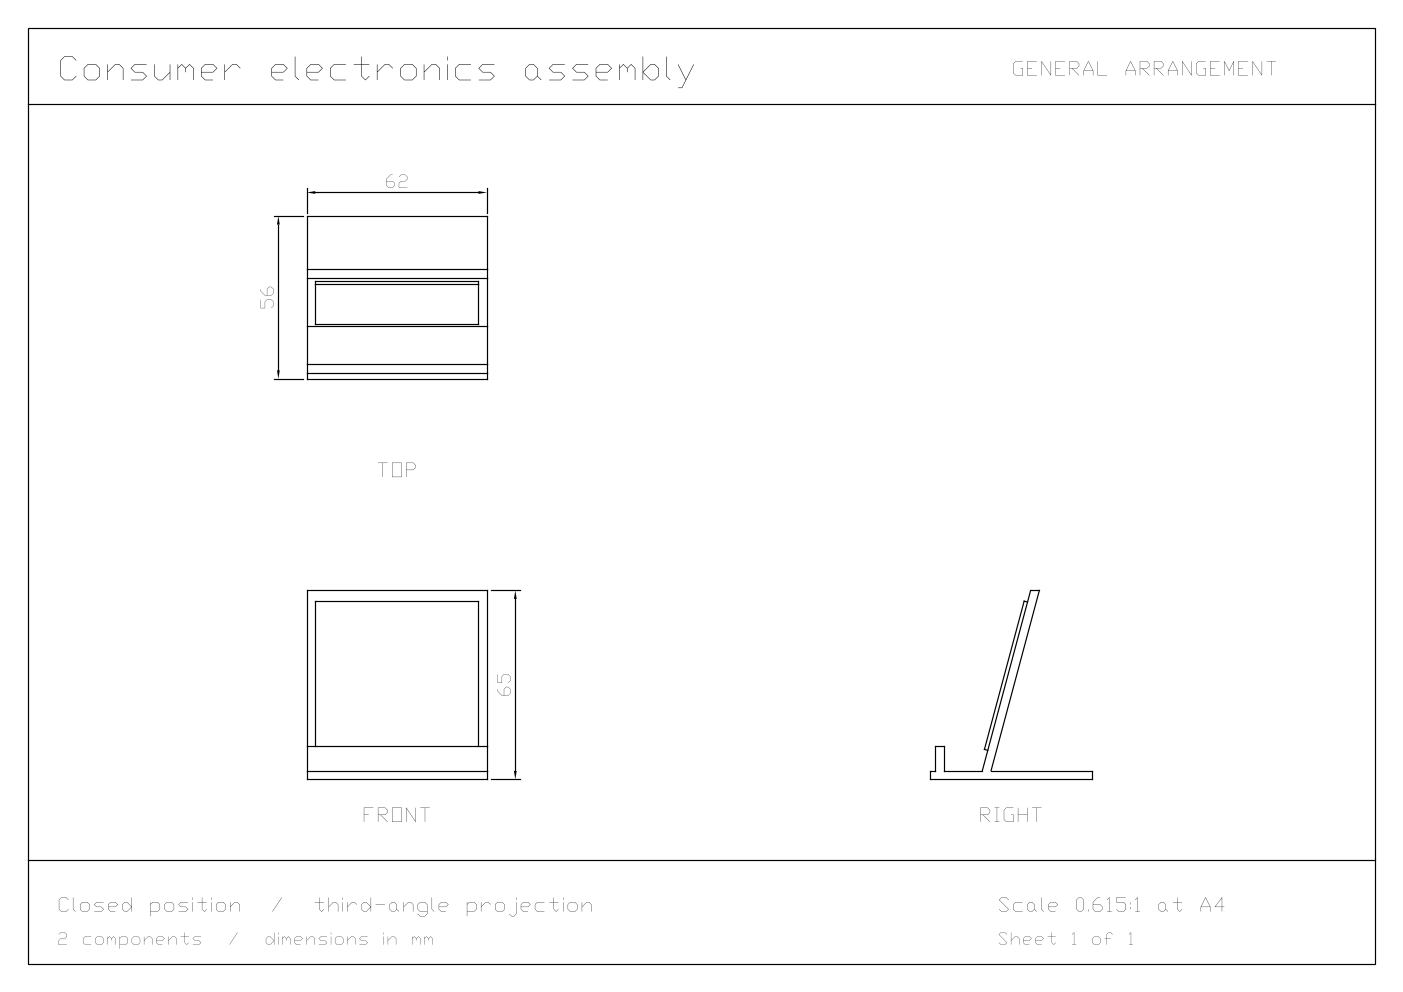 Consumer electronics assembly
GENERAL ARRANGEMENT
62
56
TOP
65
FRONT
RIGHT
Closed position / third-angle projection
Scale 0.615:1 at A4
2 components / dimensions in mm
Sheet 1 of 1